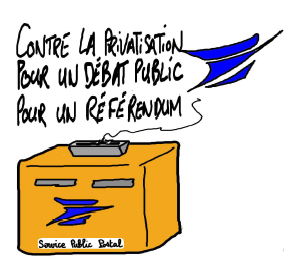 CONTRE LA PRIVATISATION
POUR UN DÉBAT PUBLIC
POUR UN RÉFÉRENDUM
Service Public Postal